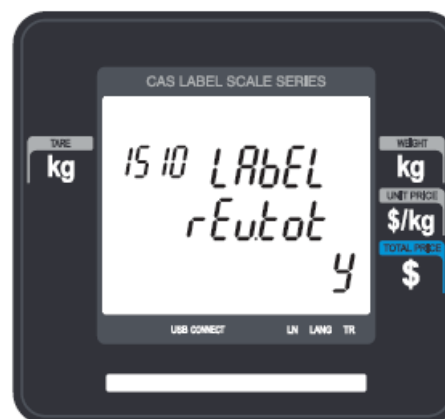 CAS LABEL SCALE SERIES
TARE
kg
1510 LAbEL
rEv.tot
y
WEIGHT
kg
UNIT PRICE
$/kg
TOTAL PRICE
$
USB CONNECT LN LANG TR